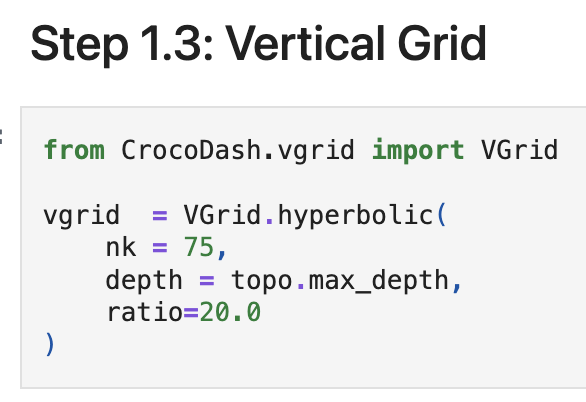 Step 1.3: Vertical Grid
:
from CrocoDash.vgrid import VGrid
vgrid  = VGrid.hyperbolic(
    nk = 75,
    depth = topo.max_depth,
    ratio=20.0
)